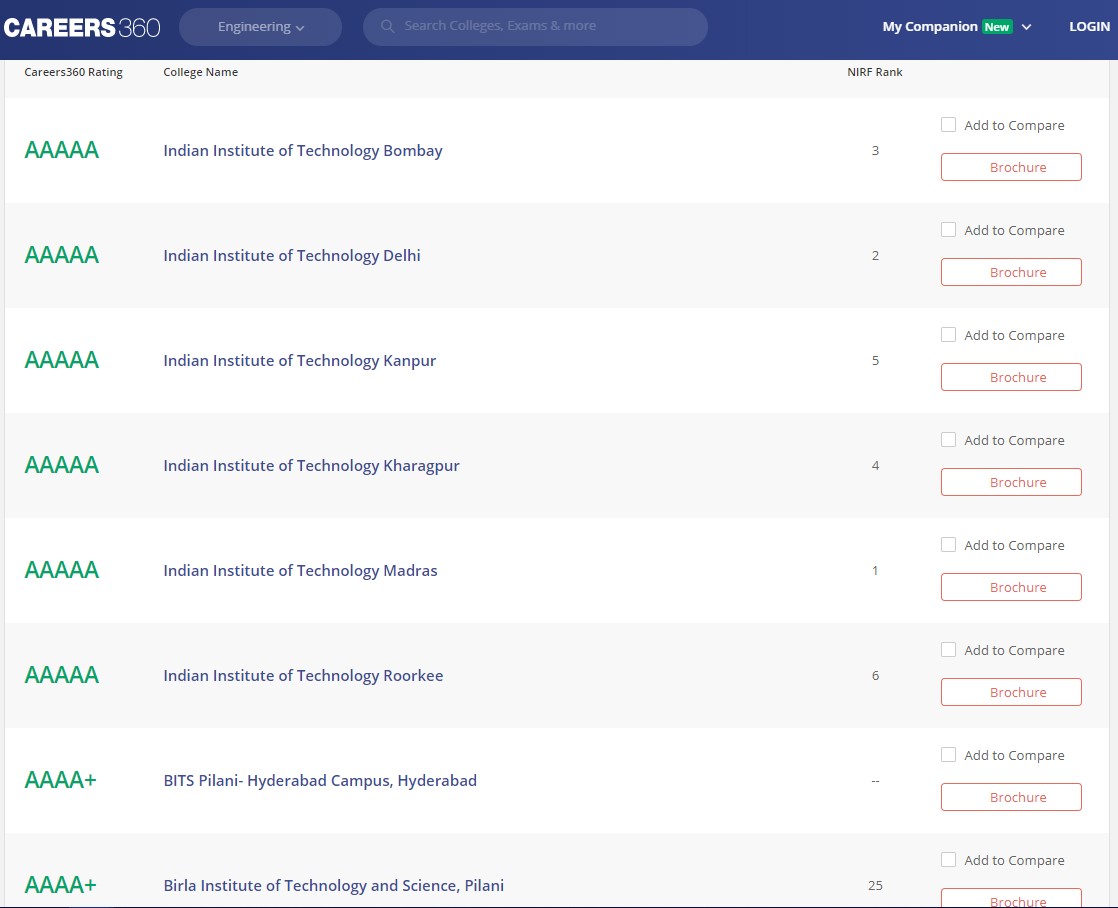 CAREERS360 Engineering Search Colleges, Exams & more My Companion New LOGIN
Careers360 Rating College Name NIRF Rank
Add to Compare
AAAAA Indian Institute of Technology Bombay 3
Brochure
Add to Compare
AAAAA Indian Institute of Technology Delhi 2
Brochure
Add to Compare
AAAAA Indian Institute of Technology Kanpur 5
Brochure
Add to Compare
AAAAA Indian Institute of Technology Kharagpur 4
Brochure
Add to Compare
AAAAA Indian Institute of Technology Madras 1
Brochure
Add to Compare
AAAAA Indian Institute of Technology Roorkee 6
Brochure
Add to Compare
AAAA+ BITS Pilani- Hyderabad Campus, Hyderabad --
Brochure
Add to Compare
AAAA+ Birla Institute of Technology and Science, Pilani 25
Brochure